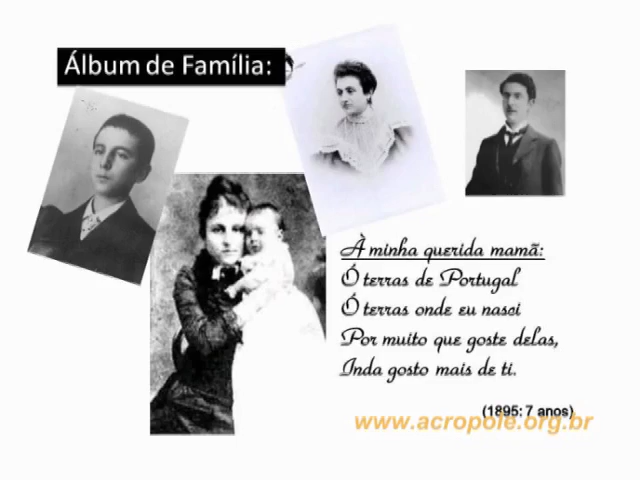 Álbum de Família:
À minha querida mamã:
Ó terras de Portugal
Ó terras onde eu nasci
Por muito que goste delas,
Inda gosto mais de ti.
(1895: 7 anos)
www.acropole.org.br